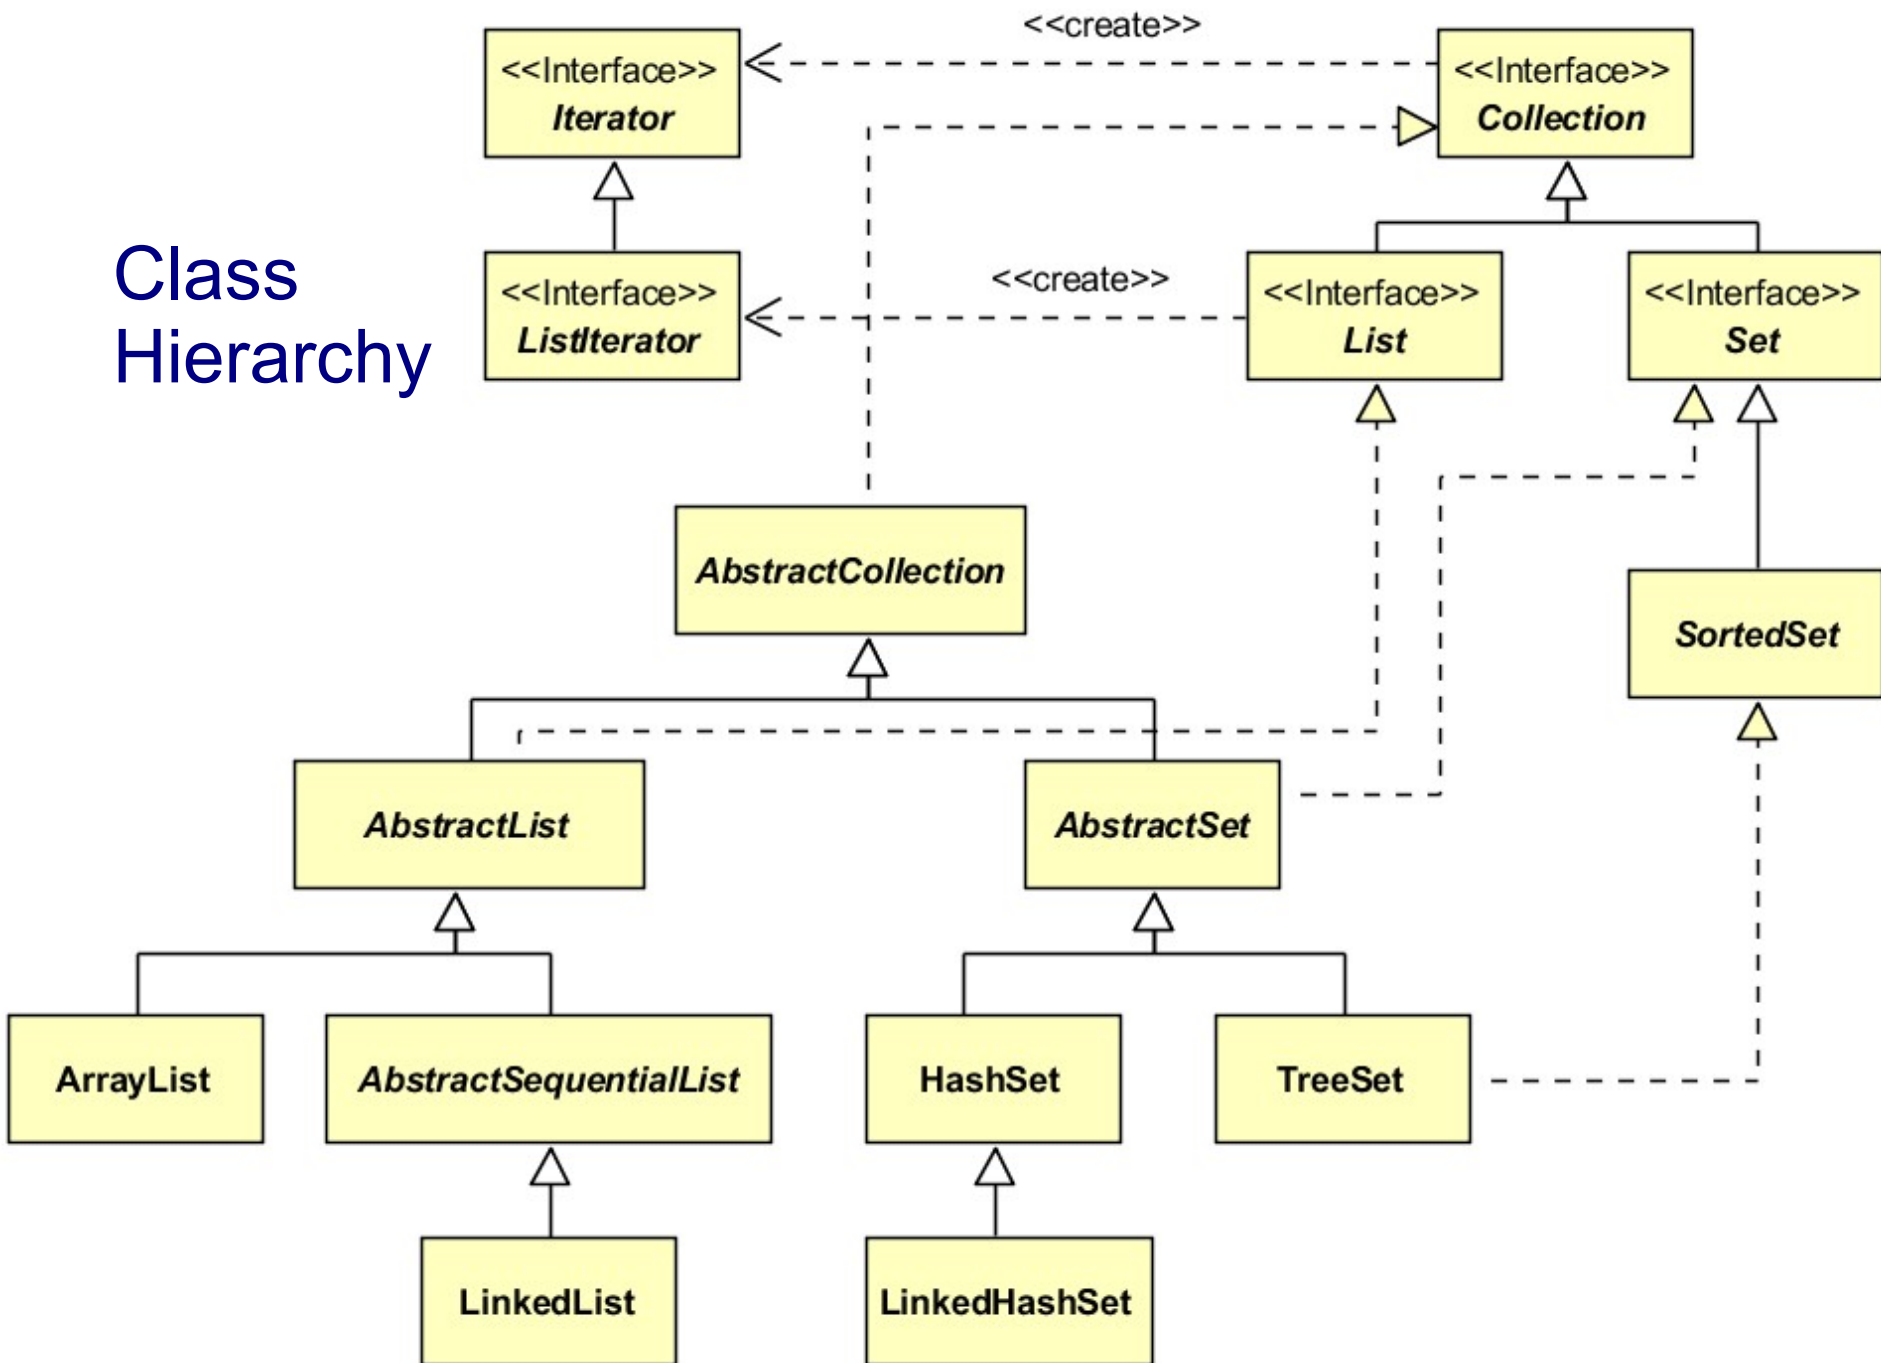 <<create>>
<<Interface>>
Iterator
<<Interface>>
Collection
Class
Hierarchy
<<Interface>>
ListIterator
<<create>>
<<Interface>>
List
<<Interface>>
Set
AbstractCollection
SortedSet
AbstractList
AbstractSet
ArrayList
AbstractSequentialList
HashSet
TreeSet
LinkedList
LinkedHashSet